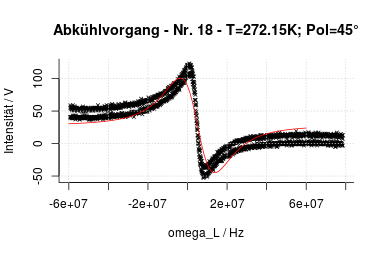 Abkühlvorgang - Nr. 18 - T=272.15K; Pol=45°
Intensität / V
100
50
0
-50
-6e+07 -2e+07 2e+07 6e+07
omega_L / Hz